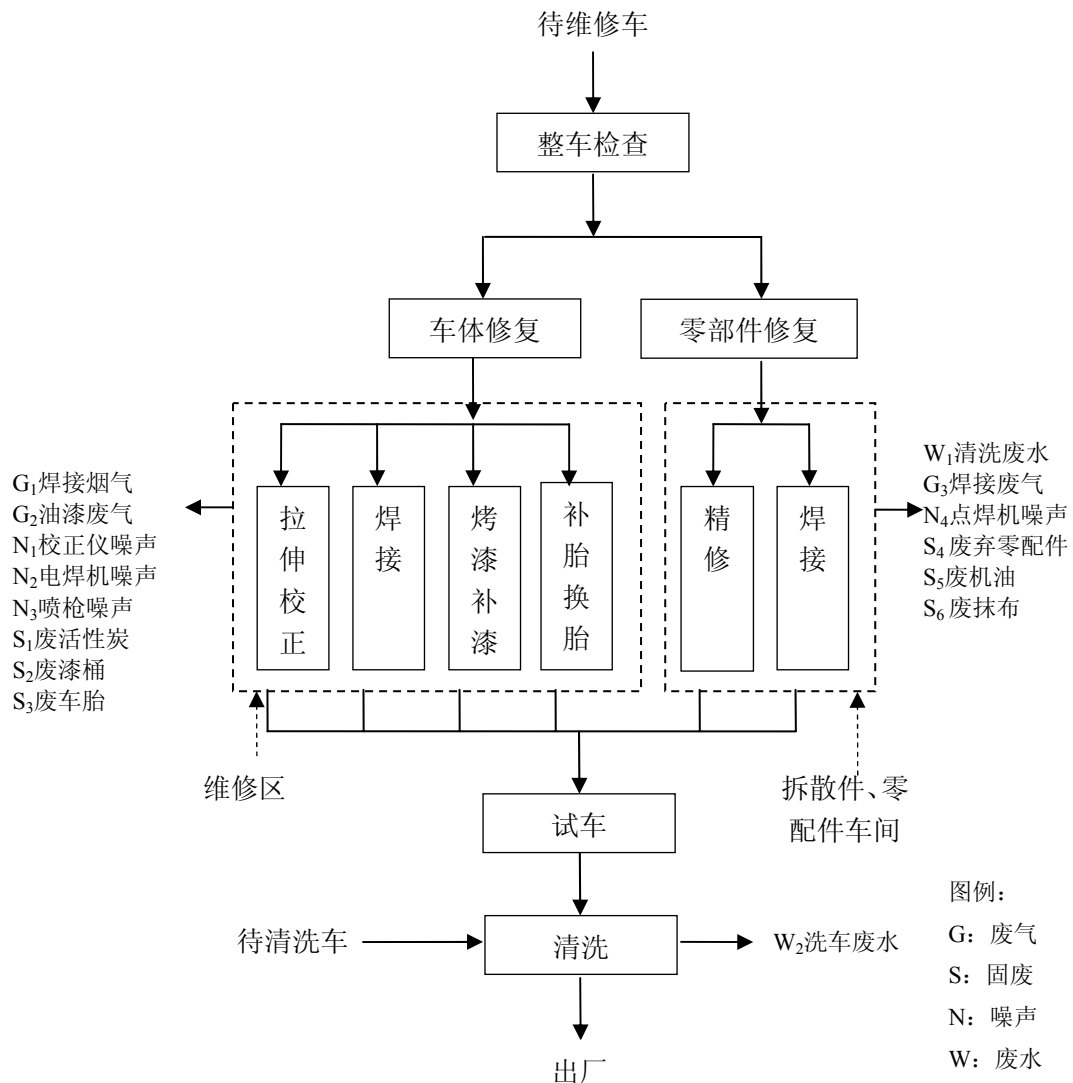 待维修车
整车检查
车体修复
零部件修复
G₁焊接烟气
G₂油漆废气
N₁校正仪噪声
N₂电焊机噪声
N₃喷枪噪声
S₁废活性炭
S₂废漆桶
S₃废车胎
拉伸校正
焊接
烤漆补漆
补胎换胎
精修
焊接
W₁清洗废水
G₃焊接废气
N₄点焊机噪声
S₄废弃零配件
S₅废机油
S₆废抹布
维修区
拆散件、零
配件车间
试车
待清洗车
清洗
W₂洗车废水
出厂
图例：
G：废气
S：固废
N：噪声
W：废水